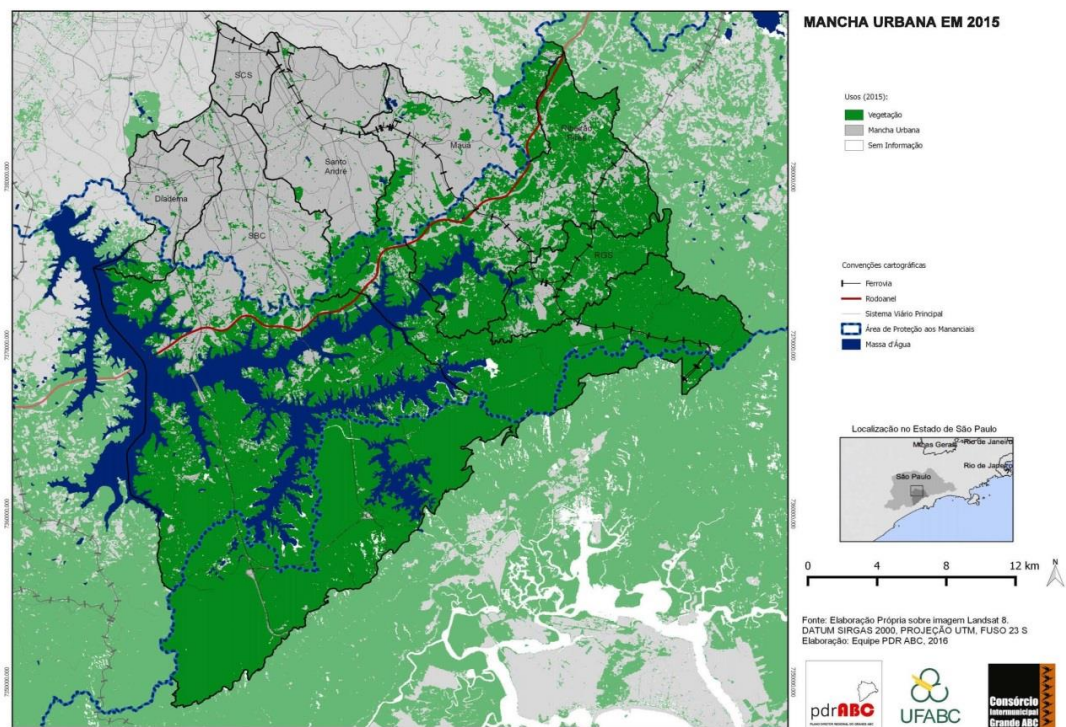 MANCHA URBANA EM 2015
Usos (2015):
Vegetação
Mancha Urbana
Sem Informação
Convenções cartográficas
Ferrovia
Rodoanel
Sistema Viário Principal
Área de Proteção aos Mananciais
Massa d'Água
SCS
Mauá
Santo
André
Diadema
SBC
RGS
Localização no Estado de São Paulo
Minas Gerais
Rio de Janeiro
Rio de Janeiro
São Paulo
0 4 8 12 km
N
Fonte: Elaboração Própria sobre imagem Landsat 8.
DATUM SIRGAS 2000, PROJEÇÃO UTM, FUSO 23 S
Elaboração: Equipe PDR ABC, 2016
pdrABC
UFABC
Consórcio
Intermunicipal
Grande ABC